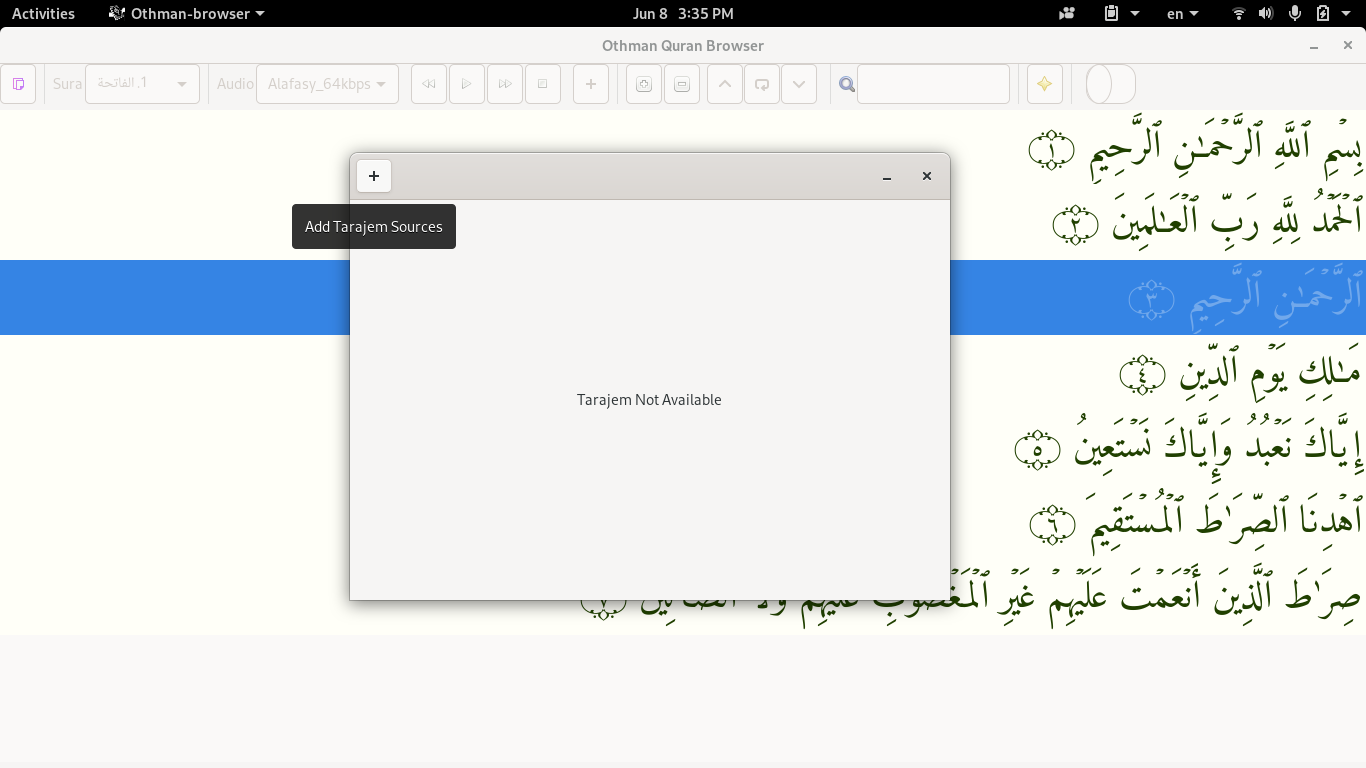 Activities Othman-browser Jun 8 3:35 PM en
Othman Quran Browser
Sura 1. الفاتحة Audio Alafasy_64kbps
بِسْمِ ٱللَّهِ ٱلرَّحْمَـٰنِ ٱلرَّحِيمِ ١
ٱلْحَمْدُ لِلَّهِ رَبِّ ٱلْعَـٰلَمِينَ ٢
Add Tarajem Sources
ٱلرَّحْمَـٰنِ ٱلرَّحِيمِ ٣
مَـٰلِكِ يَوْمِ ٱلدِّينِ ٤
Tarajem Not Available
إِيَّاكَ نَعْبُدُ وَإِيَّاكَ نَسْتَعِينُ ٥
ٱهْدِنَا ٱلصِّرَٰطَ ٱلْمُسْتَقِيمَ ٦
صِرَٰطَ ٱلَّذِينَ أَنْعَمْتَ عَلَيْهِمْ غَيْرِ ٱلْمَغْضُوبِ عَلَيْهِمْ